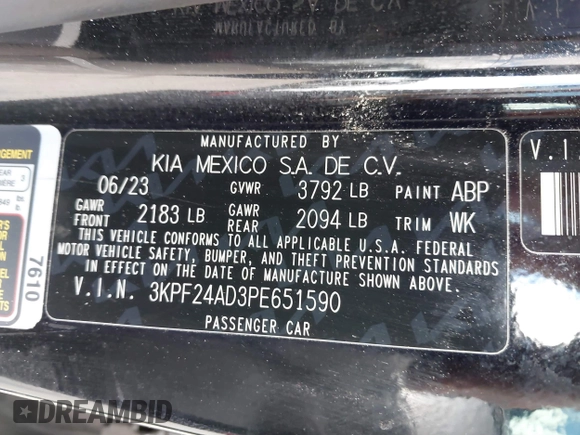 MANUFACTURED BY
KIA MEXICO S.A. DE C.V.
06/23 GVWR 3792 LB PAINT ABP
GAWR FRONT 2183 LB GAWR REAR 2094 LB TRIM WK
THIS VEHICLE CONFORMS TO ALL APPLICABLE U.S.A. FEDERAL
MOTOR VEHICLE SAFETY, BUMPER, AND THEFT PREVENTION STANDARDS
IN EFFECT ON THE DATE OF MANUFACTURE SHOWN ABOVE.
V.I.N. 3KPF24AD3PE651590
PASSENGER CAR
7610
V.I.
DREAMBID